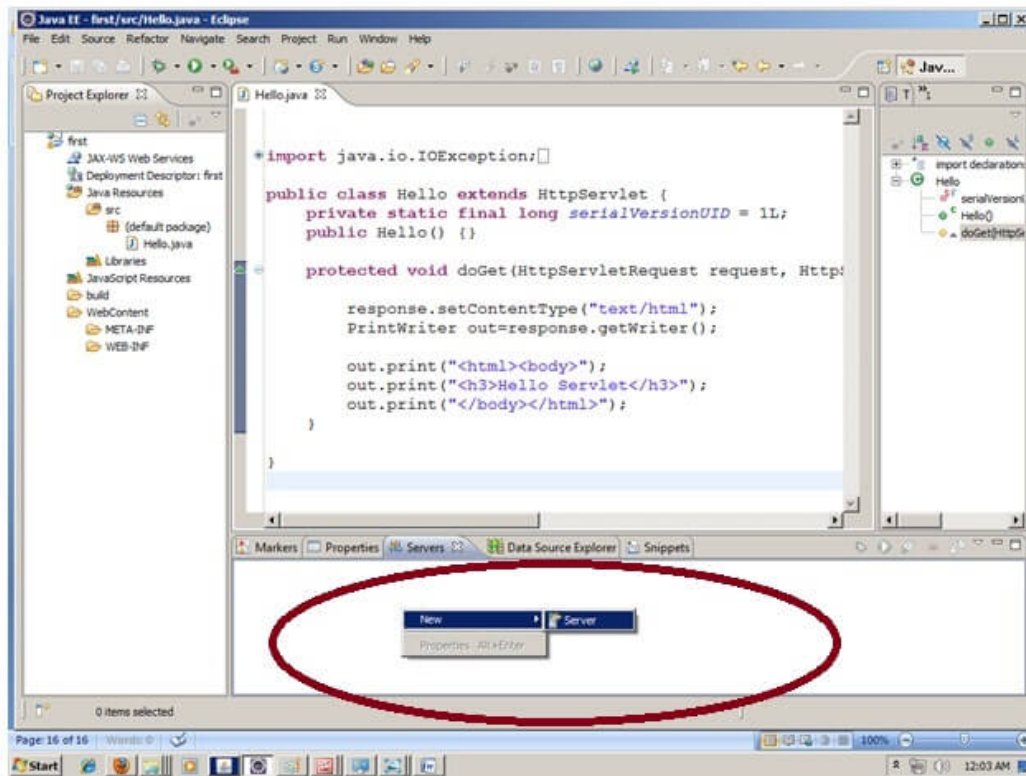 Java EE - first/src/Hello.java - Eclipse
File Edit Source Refactor Navigate Search Project Run Window Help
Jav...
Project Explorer
first
JAX-WS Web Services
Deployment Descriptor: first
Java Resources
src
(default package)
Hello.java
Libraries
JavaScript Resources
build
WebContent
META-INF
WEB-INF
Hello.java
import java.io.IOException;
public class Hello extends HttpServlet {
private static final long serialVersionUID = 1L;
public Hello() {}
protected void doGet(HttpServletRequest request, HttpS
response.setContentType("text/html");
PrintWriter out=response.getWriter();
out.print("<html><body>");
out.print("<h3>Hello Servlet</h3>");
out.print("</body></html>");
}
}
import declarations
Hello
serialVersionU
Hello()
doGet(HttpSe
Markers Properties Servers Data Source Explorer Snippets
New Server
Properties Alt+Enter
0 items selected
Page: 16 of 16 Words: 0 100%
Start 12:03 AM